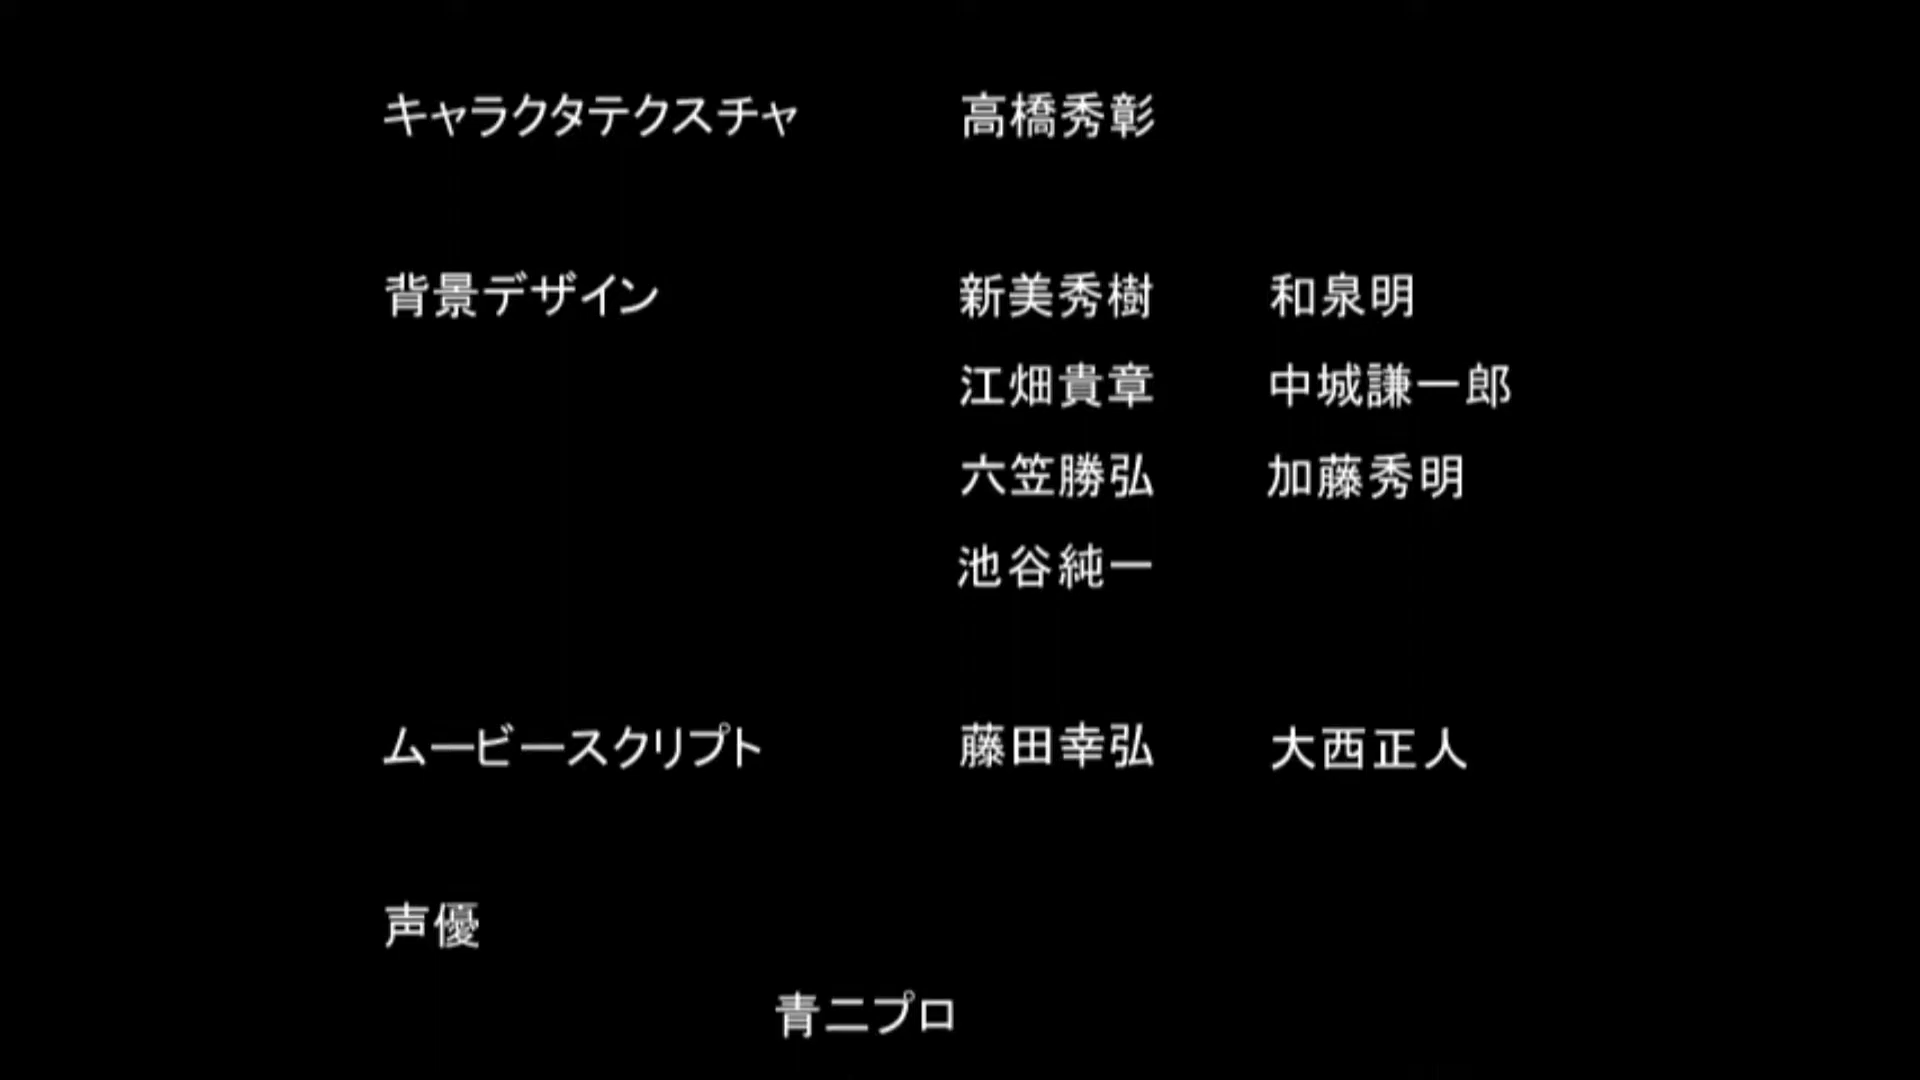 キャラクタテクスチャ 高橋秀彰
背景デザイン 新美秀樹 和泉明
江畑貴章 中城謙一郎
六笠勝弘 加藤秀明
池谷純一
ムービースクリプト 藤田幸弘 大西正人
声優
青二プロ